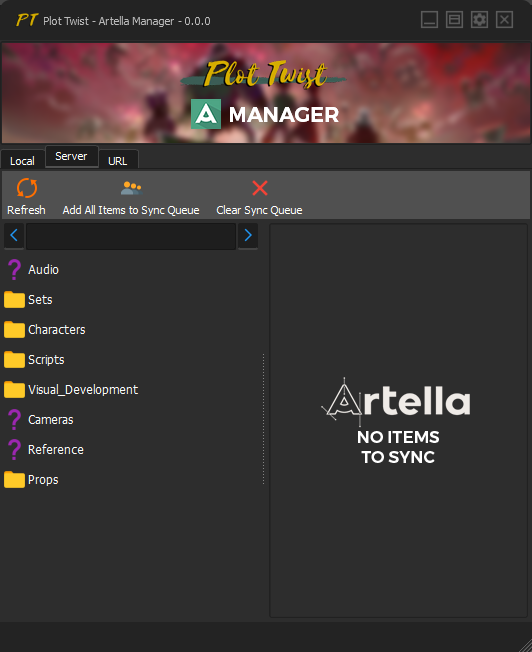 PT Plot Twist - Artella Manager - 0.0.0
Plot Twist
A MANAGER
Local Server URL
Refresh Add All Items to Sync Queue Clear Sync Queue
? Audio
Sets
Characters
Scripts
Visual_Development
? Cameras
? Reference
Props
Artella
NO ITEMS
TO SYNC